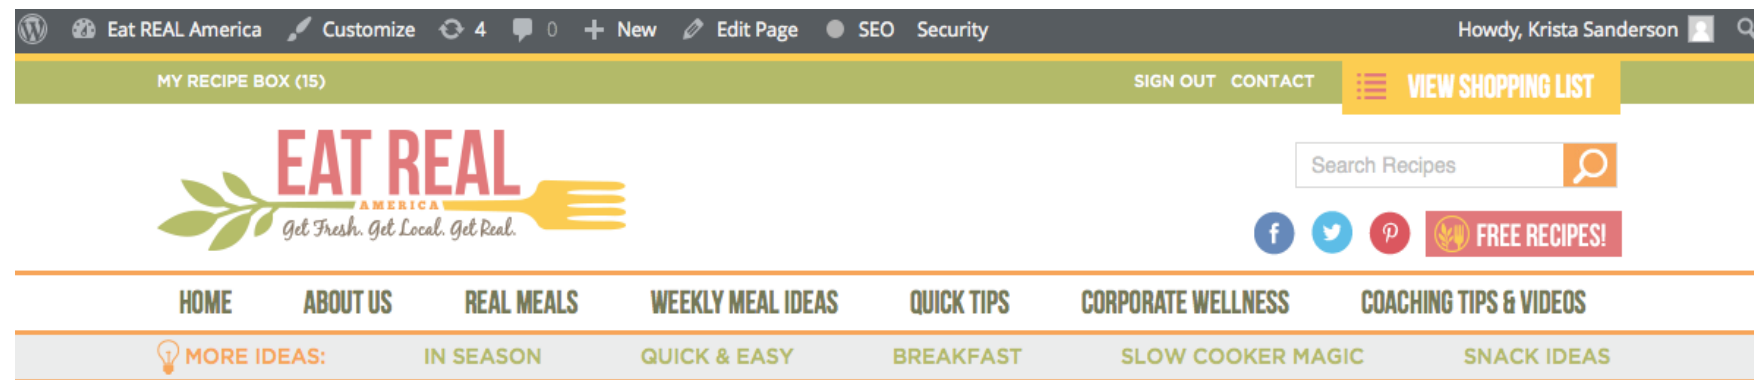 Eat REAL America Customize 4 0 New Edit Page SEO Security Howdy, Krista Sanderson
MY RECIPE BOX (15) SIGN OUT CONTACT VIEW SHOPPING LIST
EAT REAL
AMERICA
Get Fresh. Get Local. Get Real.
Search Recipes
FREE RECIPES!
HOME ABOUT US REAL MEALS WEEKLY MEAL IDEAS QUICK TIPS CORPORATE WELLNESS COACHING TIPS & VIDEOS
MORE IDEAS: IN SEASON QUICK & EASY BREAKFAST SLOW COOKER MAGIC SNACK IDEAS